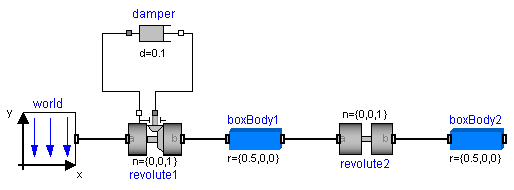 damper
d=0.1
y
world
x
a
b
n={0,0,1}
revolute1
boxBody1
r={0.5,0,0}
n={0,0,1}
a
b
revolute2
boxBody2
r={0.5,0,0}